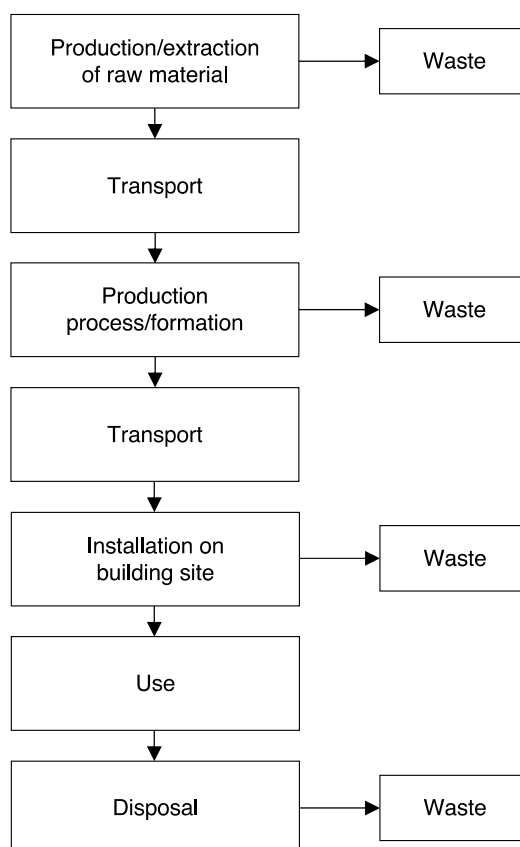 Production/extraction
of raw material
Waste
Transport
Production
process/formation
Waste
Transport
Installation on
building site
Waste
Use
Disposal
Waste